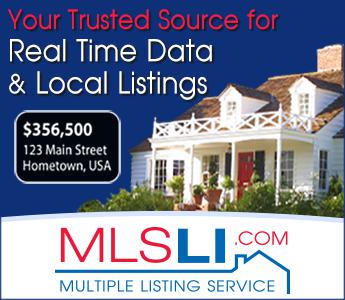 Your Trusted Source for
Real Time Data
& Local Listings
$356,500
123 Main Street
Hometown, USA
MLSLI.COM
MULTIPLE LISTING SERVICE